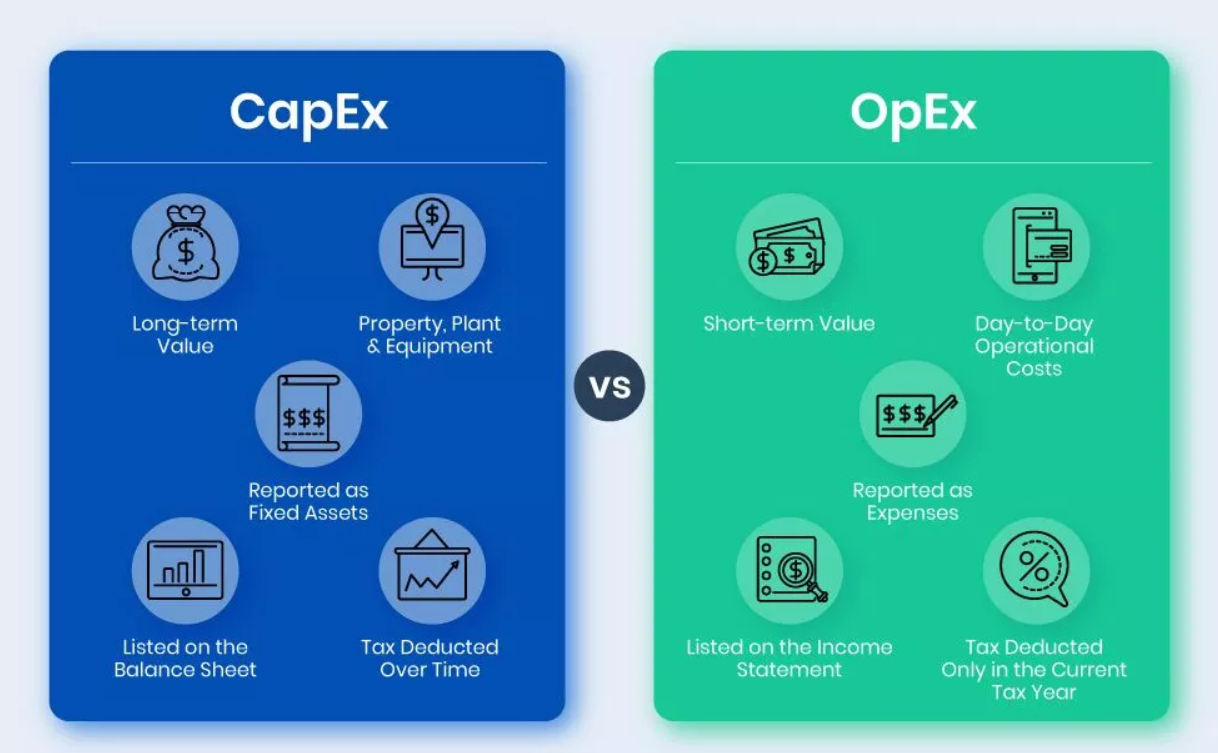 CapEx
$
$
Long-term
Value
Property, Plant
& Equipment
$$$
Reported as
Fixed Assets
Listed on the
Balance Sheet
Tax Deducted
Over Time
VS
OpEx
$
$
Short-term Value
Day-to-Day
Operational
Costs
$$$
Reported as
Expenses
$
%
Listed on the Income
Statement
Tax Deducted
Only in the Current
Tax Year